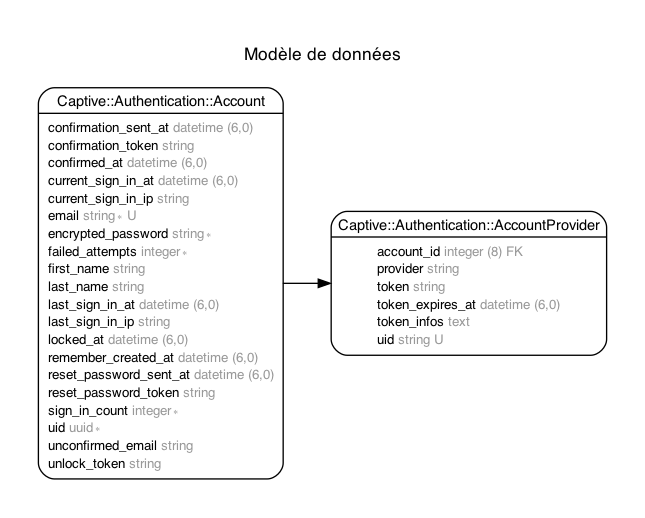 Modèle de données
Captive::Authentication::Account
confirmation_sent_at datetime (6,0)
confirmation_token string
confirmed_at datetime (6,0)
current_sign_in_at datetime (6,0)
current_sign_in_ip string
email string∗ U
encrypted_password string∗
failed_attempts integer∗
first_name string
last_name string
last_sign_in_at datetime (6,0)
last_sign_in_ip string
locked_at datetime (6,0)
remember_created_at datetime (6,0)
reset_password_sent_at datetime (6,0)
reset_password_token string
sign_in_count integer∗
uid uuid∗
unconfirmed_email string
unlock_token string
Captive::Authentication::AccountProvider
account_id integer (8) FK
provider string
token string
token_expires_at datetime (6,0)
token_infos text
uid string U